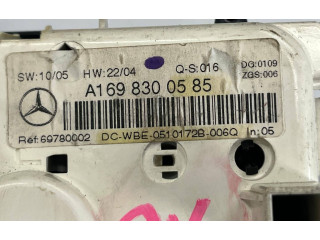 SW:10/05 HW:22/04 Q-S:016 DG:0109
ZGS:006
A169 830 05 85
Ref:69780002 DC-WBE-0510172B-006Q In:05